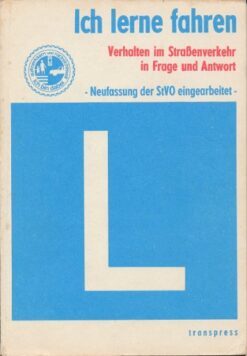 Ich lerne fahren
Verhalten im Straßenverkehr
in Frage und Antwort
- Neufassung der StVO eingearbeitet -
L
transpress